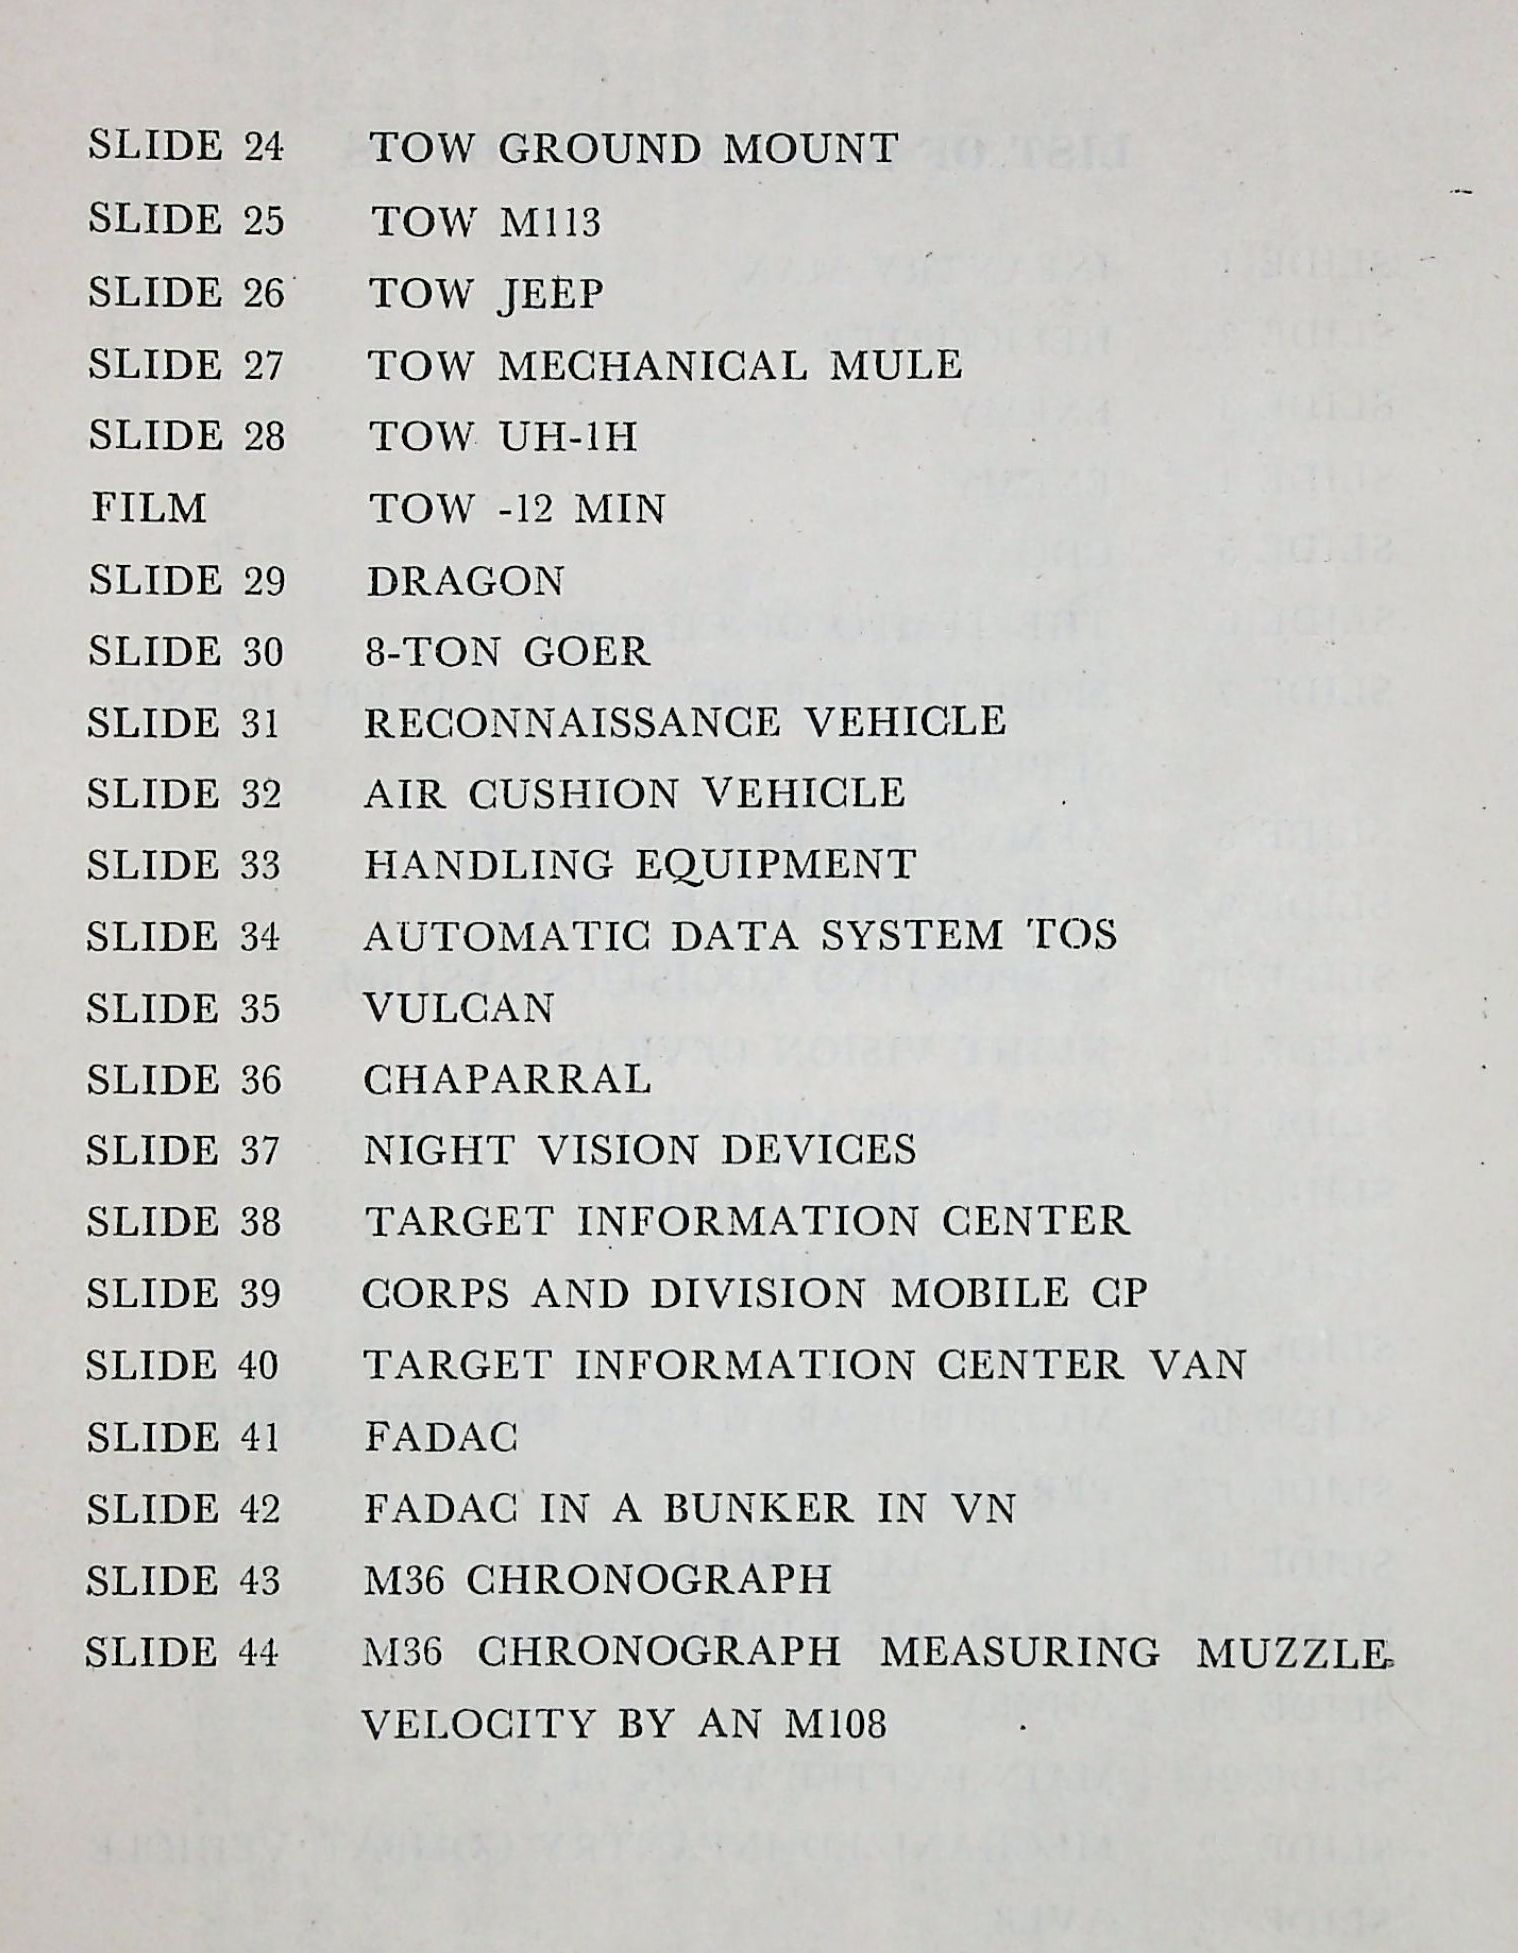 SLIDE 24 TOW GROUND MOUNT
SLIDE 25 TOW M113
SLIDE 26 TOW JEEP
SLIDE 27 TOW MECHANICAL MULE
SLIDE 28 TOW UH-1H
FILM TOW -12 MIN
SLIDE 29 DRAGON
SLIDE 30 8-TON GOER
SLIDE 31 RECONNAISSANCE VEHICLE
SLIDE 32 AIR CUSHION VEHICLE
SLIDE 33 HANDLING EQUIPMENT
SLIDE 34 AUTOMATIC DATA SYSTEM TOS
SLIDE 35 VULCAN
SLIDE 36 CHAPARRAL
SLIDE 37 NIGHT VISION DEVICES
SLIDE 38 TARGET INFORMATION CENTER
SLIDE 39 CORPS AND DIVISION MOBILE CP
SLIDE 40 TARGET INFORMATION CENTER VAN
SLIDE 41 FADAC
SLIDE 42 FADAC IN A BUNKER IN VN
SLIDE 43 M36 CHRONOGRAPH
SLIDE 44 M36 CHRONOGRAPH MEASURING MUZZLE
VELOCITY BY AN M108